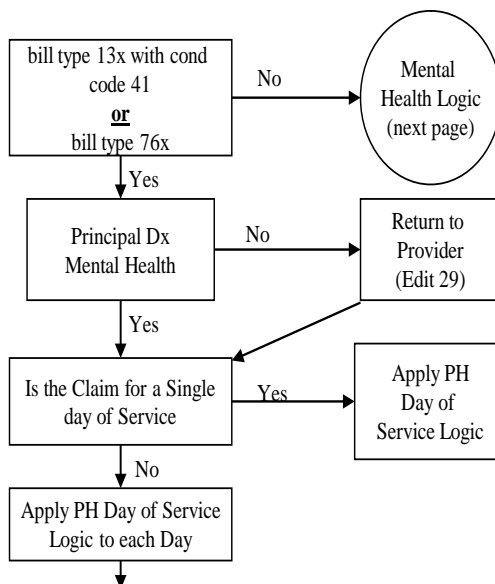 bill type 13x with cond
code 41
or
bill type 76x
No
Mental
Health Logic
(next page)
Yes
Principal Dx
Mental Health
No
Return to
Provider
(Edit 29)
Yes
Is the Claim for a Single
day of Service
Yes
Apply PH
Day of
Service Logic
No
Apply PH Day of Service
Logic to each Day